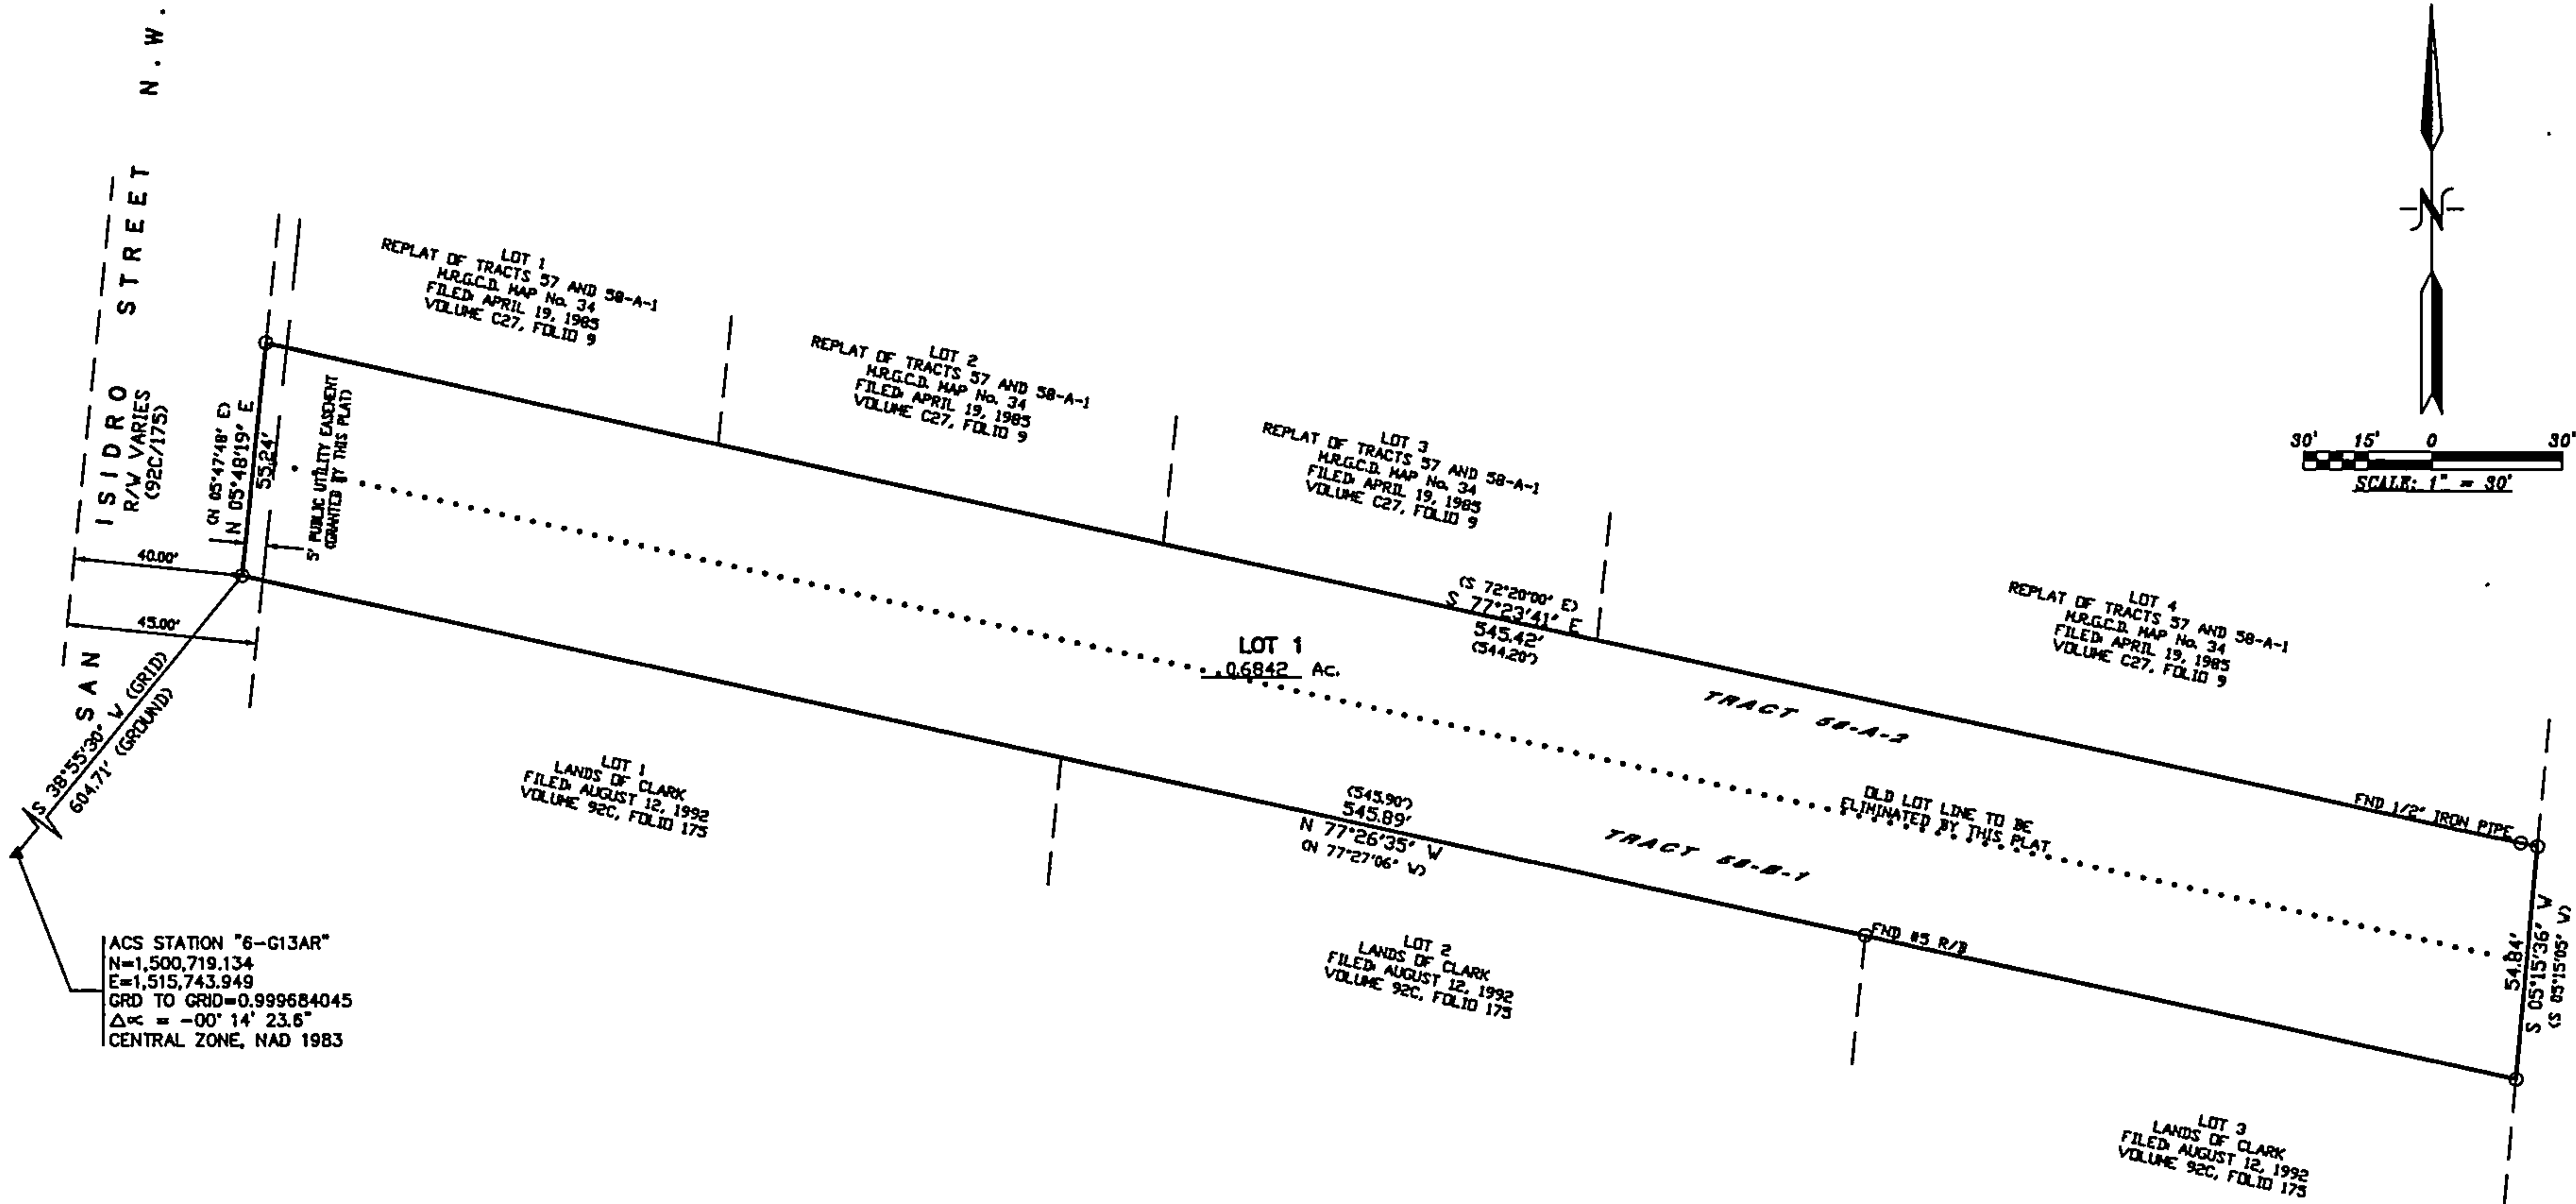 SAN ISIDRO STREET N.W.
R/W VARIES
(92C/175)
(N 05°47'48" E)
N 05°48'19" E
55.24'
5' PUBLIC UTILITY EASEMENT
(GRANTED BY THIS PLAT)
40.00'
45.00'
S 38°55'30" W (GRID)
604.71' (GROUND)
ACS STATION "6-G13AR"
N=1,500,719.134
E=1,515,743.949
GRD TO GRID=0.999684045
Δ∝ = -00° 14' 23.6"
CENTRAL ZONE, NAD 1983
LOT 1
REPLAT OF TRACTS 57 AND 58-A-1
M.R.G.C.D. MAP No. 34
FILED: APRIL 19, 1985
VOLUME C27, FOLIO 9
LOT 2
REPLAT OF TRACTS 57 AND 58-A-1
M.R.G.C.D. MAP No. 34
FILED: APRIL 19, 1985
VOLUME C27, FOLIO 9
LOT 3
REPLAT OF TRACTS 57 AND 58-A-1
M.R.G.C.D. MAP No. 34
FILED: APRIL 19, 1985
VOLUME C27, FOLIO 9
LOT 4
REPLAT OF TRACTS 57 AND 58-A-1
M.R.G.C.D. MAP No. 34
FILED: APRIL 19, 1985
VOLUME C27, FOLIO 9
N
30' 15' 0 30'
SCALE: 1" = 30'
(S 72°20'00" E)
S 77°23'41" E
545.42'
(544.20')
LOT 1
0.6842 Ac.
TRACT 58-A-2
OLD LOT LINE TO BE
ELIMINATED BY THIS PLAT
TRACT 58-B-1
FND 1/2" IRON PIPE
FND #5 R/B
54.84'
S 05°15'36" W
(S 05°15'05" W)
(545.90')
545.89'
N 77°26'35" W
(N 77°27'06" W)
LOT 1
LANDS OF CLARK
FILED: AUGUST 12, 1992
VOLUME 92C, FOLIO 175
LOT 2
LANDS OF CLARK
FILED: AUGUST 12, 1992
VOLUME 92C, FOLIO 175
LOT 3
LANDS OF CLARK
FILED: AUGUST 12, 1992
VOLUME 92C, FOLIO 175